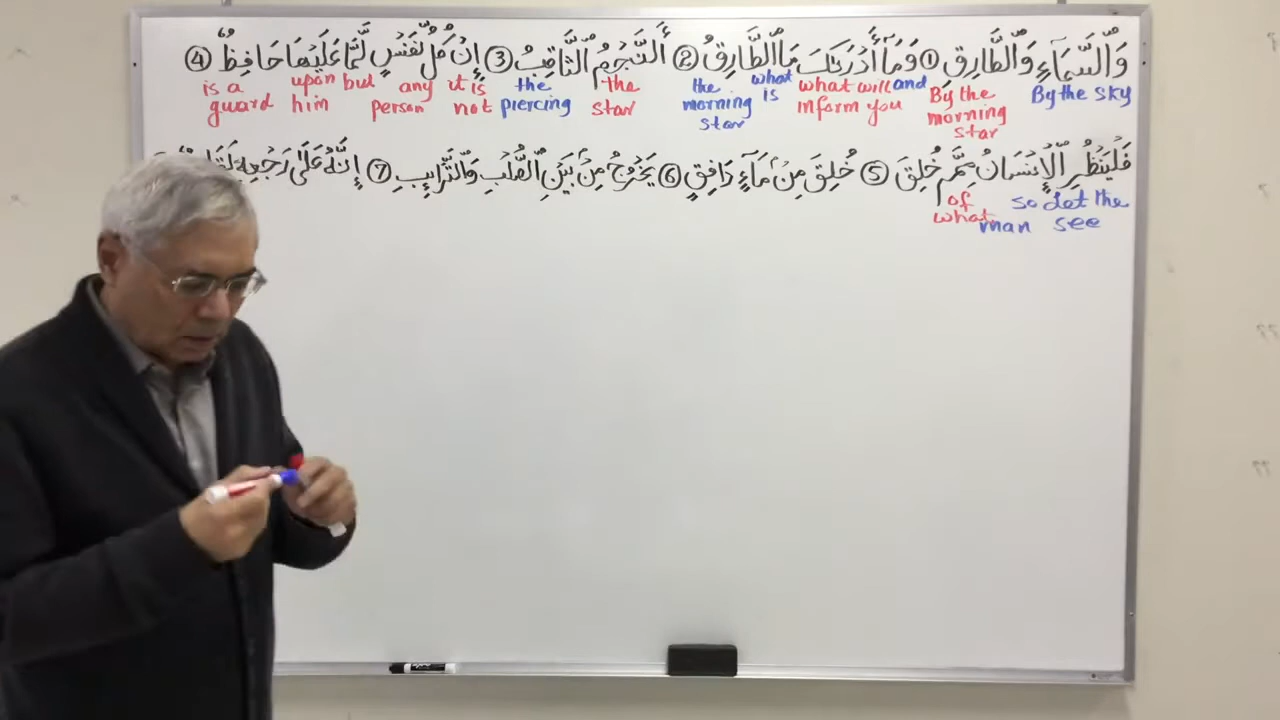 وَٱلسَّمَآءِ وَٱلطَّارِقِ ① وَمَآ أَدْرَىٰكَ مَا ٱلطَّارِقُ ② ٱلنَّجْمُ ٱلثَّاقِبُ ③ إِن كُلُّ نَفْسٍ لَّمَّا عَلَيْهَا حَافِظٌ ④
By the sky By the morning star and what will inform you what is the morning star the star the piercing it is not any person but upon him is a guard
فَلْيَنظُرِ ٱلْإِنسَانُ مِمَّ خُلِقَ ⑤ خُلِقَ مِن مَّآءٍ دَافِقٍ ⑥ يَخْرُجُ مِنۢ بَيْنِ ٱلصُّلْبِ وَٱلتَّرَآئِبِ ⑦ إِنَّهُۥ عَلَىٰ رَجْعِهِۦ
so let the man see of what